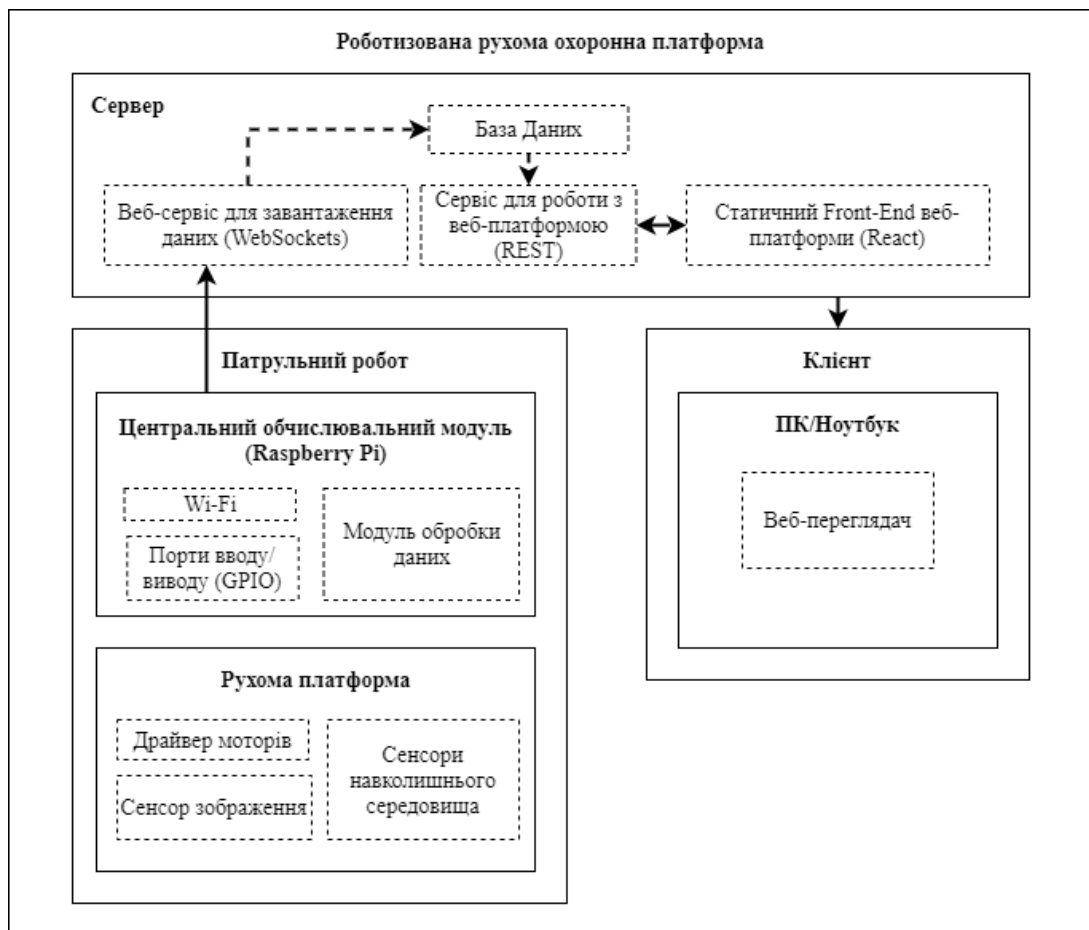 Роботизована рухома охоронна платформа
Сервер
База Даних
Веб-сервіс для завантаження
даних (WebSockets)
Сервіс для роботи з
веб-платформою
(REST)
Статичний Front-End веб-
платформи (React)
Патрульний робот
Центральний обчислювальний модуль
(Raspberry Pi)
Wi-Fi
Порти вводу/
виводу (GPIO)
Модуль обробки
даних
Рухома платформа
Драйвер моторів
Сенсор зображення
Сенсори
навколишнього
середовища
Клієнт
ПК/Ноутбук
Веб-переглядач